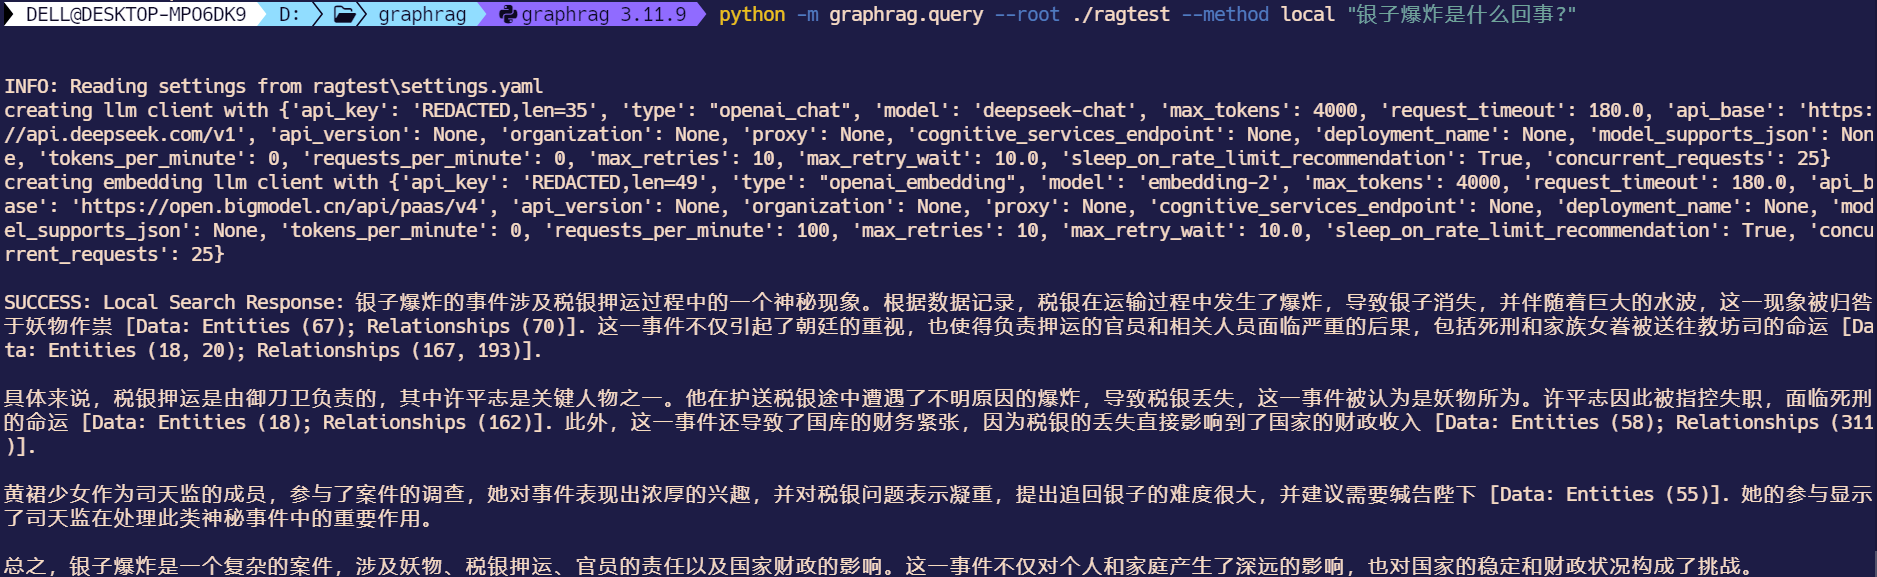 DELL@DESKTOP-MPO6DK9 D: graphrag graphrag 3.11.9 python -m graphrag.query --root ./ragtest --method local "银子爆炸是什么回事?"
INFO: Reading settings from ragtest\settings.yaml
creating llm client with {'api_key': 'REDACTED,len=35', 'type': "openai_chat", 'model': 'deepseek-chat', 'max_tokens': 4000, 'request_timeout': 180.0, 'api_base': 'https:
//api.deepseek.com/v1', 'api_version': None, 'organization': None, 'proxy': None, 'cognitive_services_endpoint': None, 'deployment_name': None, 'model_supports_json': Non
e, 'tokens_per_minute': 0, 'requests_per_minute': 0, 'max_retries': 10, 'max_retry_wait': 10.0, 'sleep_on_rate_limit_recommendation': True, 'concurrent_requests': 25}
creating embedding llm client with {'api_key': 'REDACTED,len=49', 'type': "openai_embedding", 'model': 'embedding-2', 'max_tokens': 4000, 'request_timeout': 180.0, 'api_b
ase': 'https://open.bigmodel.cn/api/paas/v4', 'api_version': None, 'organization': None, 'proxy': None, 'cognitive_services_endpoint': None, 'deployment_name': None, 'mod
el_supports_json': None, 'tokens_per_minute': 0, 'requests_per_minute': 100, 'max_retries': 10, 'max_retry_wait': 10.0, 'sleep_on_rate_limit_recommendation': True, 'concu
rrent_requests': 25}
SUCCESS: Local Search Response: 银子爆炸的事件涉及税银押运过程中的一个神秘现象。根据数据记录，税银在运输过程中发生了爆炸，导致银子消失，并伴随着巨大的水波，这一现象被归咎
于妖物作祟 [Data: Entities (67); Relationships (70)]. 这一事件不仅引起了朝廷的重视，也使得负责押运的官员和相关人员面临严重的后果，包括死刑和家族女眷被送往教坊司的命运 [Da
ta: Entities (18, 20); Relationships (167, 193)].
具体来说，税银押运是由御刀卫负责的，其中许平志是关键人物之一。他在护送税银途中遭遇了不明原因的爆炸，导致税银丢失，这一事件被认为是妖物所为。许平志因此被指控失职，面临死刑
的命运 [Data: Entities (18); Relationships (162)]. 此外，这一事件还导致了国库的财务紧张，因为税银的丢失直接影响到了国家的财政收入 [Data: Entities (58); Relationships (311
)].
黄裙少女作为司天监的成员，参与了案件的调查，她对事件表现出浓厚的兴趣，并对税银问题表示凝重，提出追回银子的难度很大，并建议需要缄告陛下 [Data: Entities (55)]. 她的参与显示
了司天监在处理此类神秘事件中的重要作用。
总之，银子爆炸是一个复杂的案件，涉及妖物、税银押运、官员的责任以及国家财政的影响。这一事件不仅对个人和家庭产生了深远的影响，也对国家的稳定和财政状况构成了挑战。